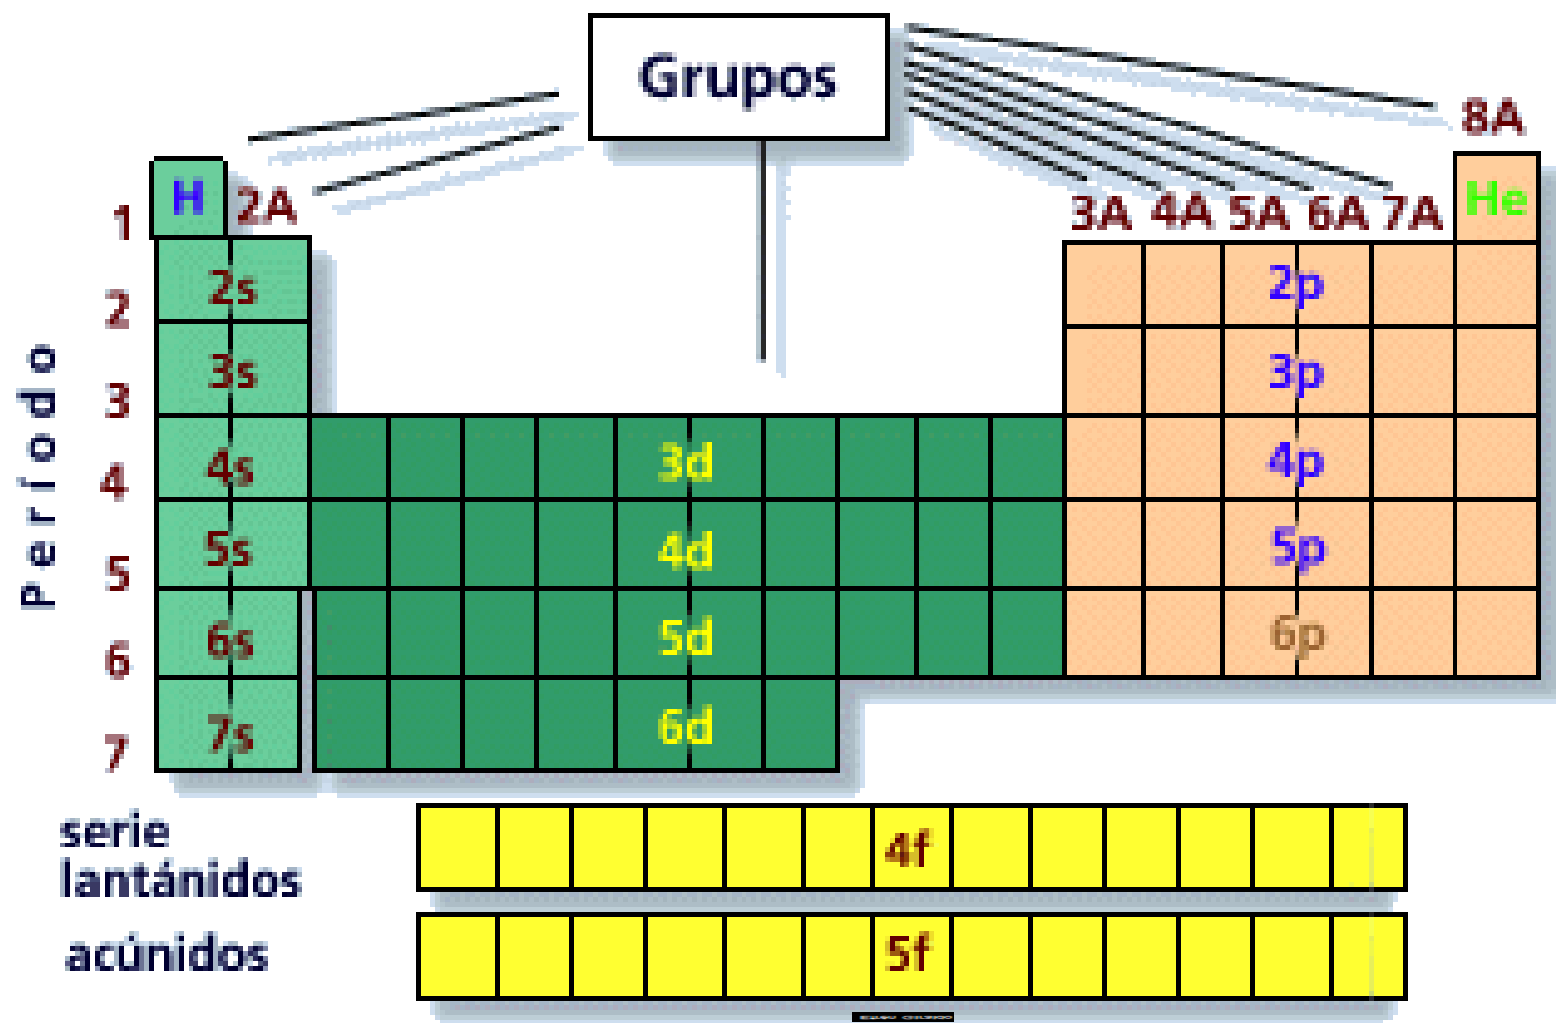 Grupos
8A
H
2A
3A 4A 5A 6A 7A
He
1
Período
2
2s
2p
3
3s
3p
4
4s
3d
4p
5
5s
4d
5p
6
6s
5d
6p
7
7s
6d
serie
lantánidos
4f
acúnidos
5f